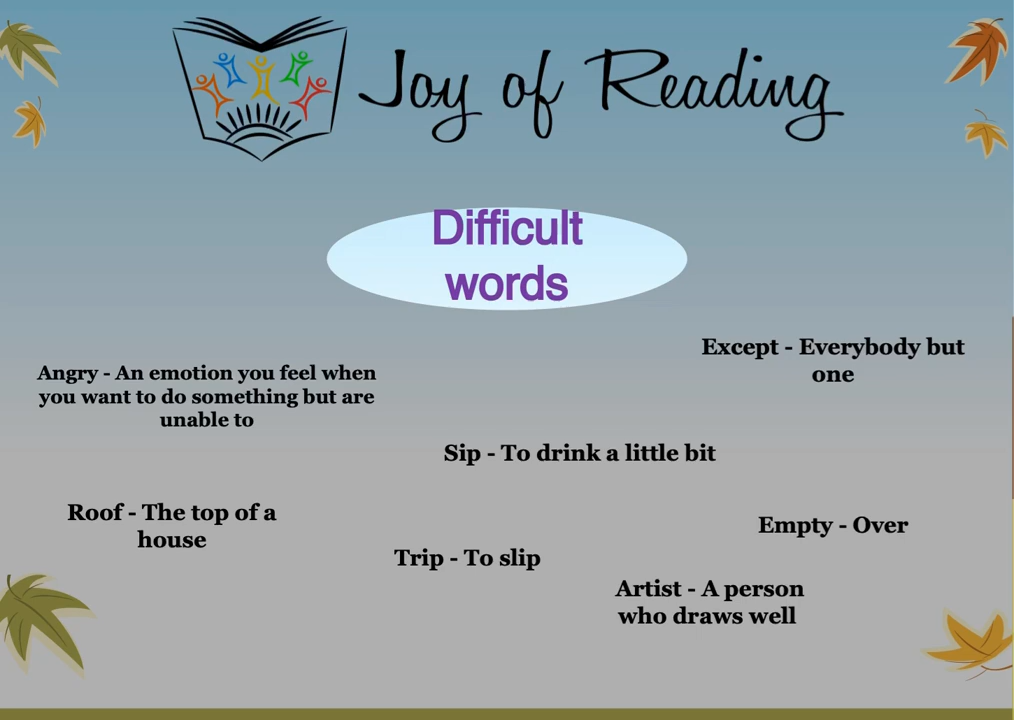 Joy of Reading
Difficult
words
Except - Everybody but
one
Angry - An emotion you feel when
you want to do something but are
unable to
Sip - To drink a little bit
Roof - The top of a
house
Empty - Over
Trip - To slip
Artist - A person
who draws well